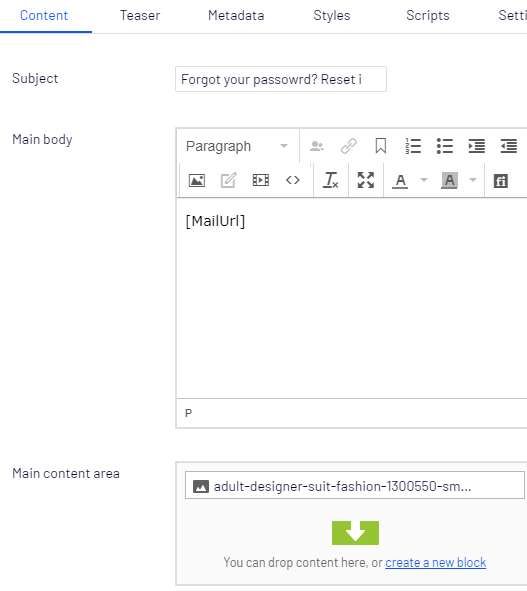 Content Teaser Metadata Styles Scripts Setti
Subject Forgot your passowrd? Reset i
Main body
Paragraph
[MailUrl]
P
Main content area
adult-designer-suit-fashion-1300550-sm...
You can drop content here, or create a new block